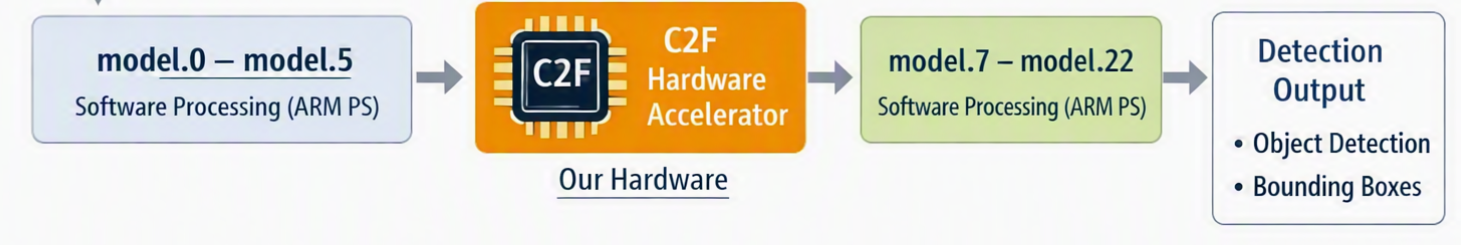 model.0 – model.5
Software Processing (ARM PS)
C2F
C2F
Hardware
Accelerator
Our Hardware
model.7 – model.22
Software Processing (ARM PS)
Detection
Output
• Object Detection
• Bounding Boxes